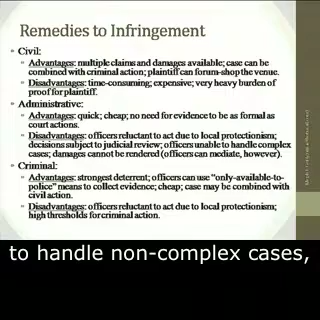 Remedies to Infringement
Civil:
Advantages: multiple claims and damages available; case can be
combined with criminal action; plaintiff can forum-shop the venue.
Disadvantages: time-consuming; expensive; very heavy burden of
proof for plaintiff.
Administrative:
Advantages: quick; cheap; no need for evidence to be as formal as
court actions.
Disadvantages: officers reluctant to act due to local protectionism;
decisions subject to judicial review; officers unable to handle complex
cases; damages cannot be rendered (officers can mediate, however).
Criminal:
Advantages: strongest deterrent; officers can use "only-available-to-
police" means to collect evidence; cheap; case may be combined with
civil action.
Disadvantages: officers reluctant to act due to local protectionism;
high thresholds for criminal action.
to handle non-complex cases,